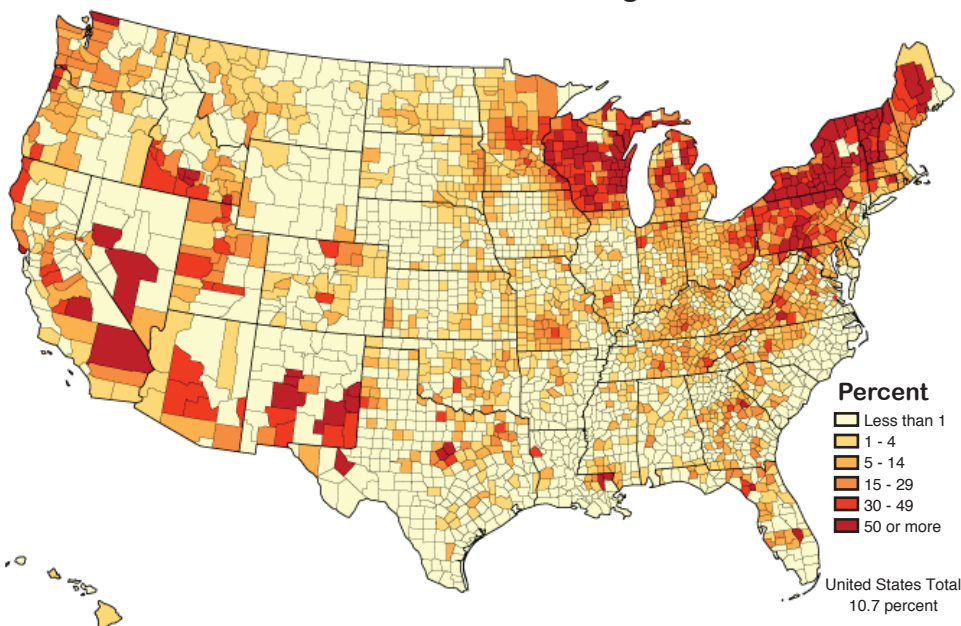 Percent
Less than 1
1 - 4
5 - 14
15 - 29
30 - 49
50 or more
United States Total
10.7 percent